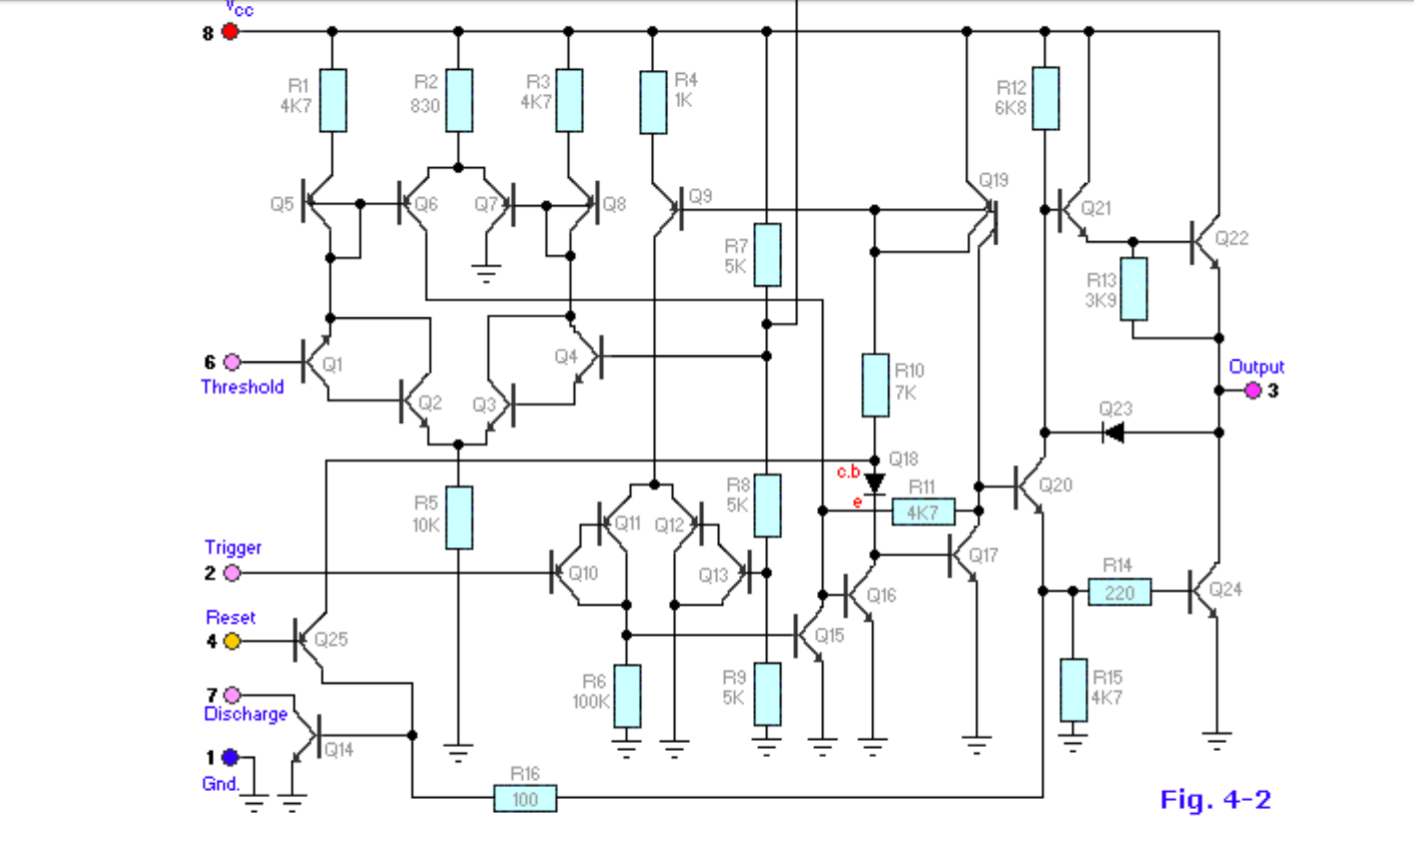 Vcc
8
R1
4K7
R2
830
R3
4K7
R4
1K
R12
6K8
Q5
Q6
Q7
Q8
Q9
Q19
Q21
Q22
R7
5K
R13
3K9
6
Threshold
Q1
Q2
Q3
Q4
R10
7K
Output
3
Q23
c.b
e
Q18
R11
4K7
Q20
R5
10K
Q11
Q12
R8
5K
Q17
Trigger
2
Q10
Q13
Q16
R14
220
Q24
Reset
4
Q25
Q15
7
Discharge
Q14
R6
100K
R9
5K
R15
4K7
1
Gnd.
R16
100
Fig. 4-2